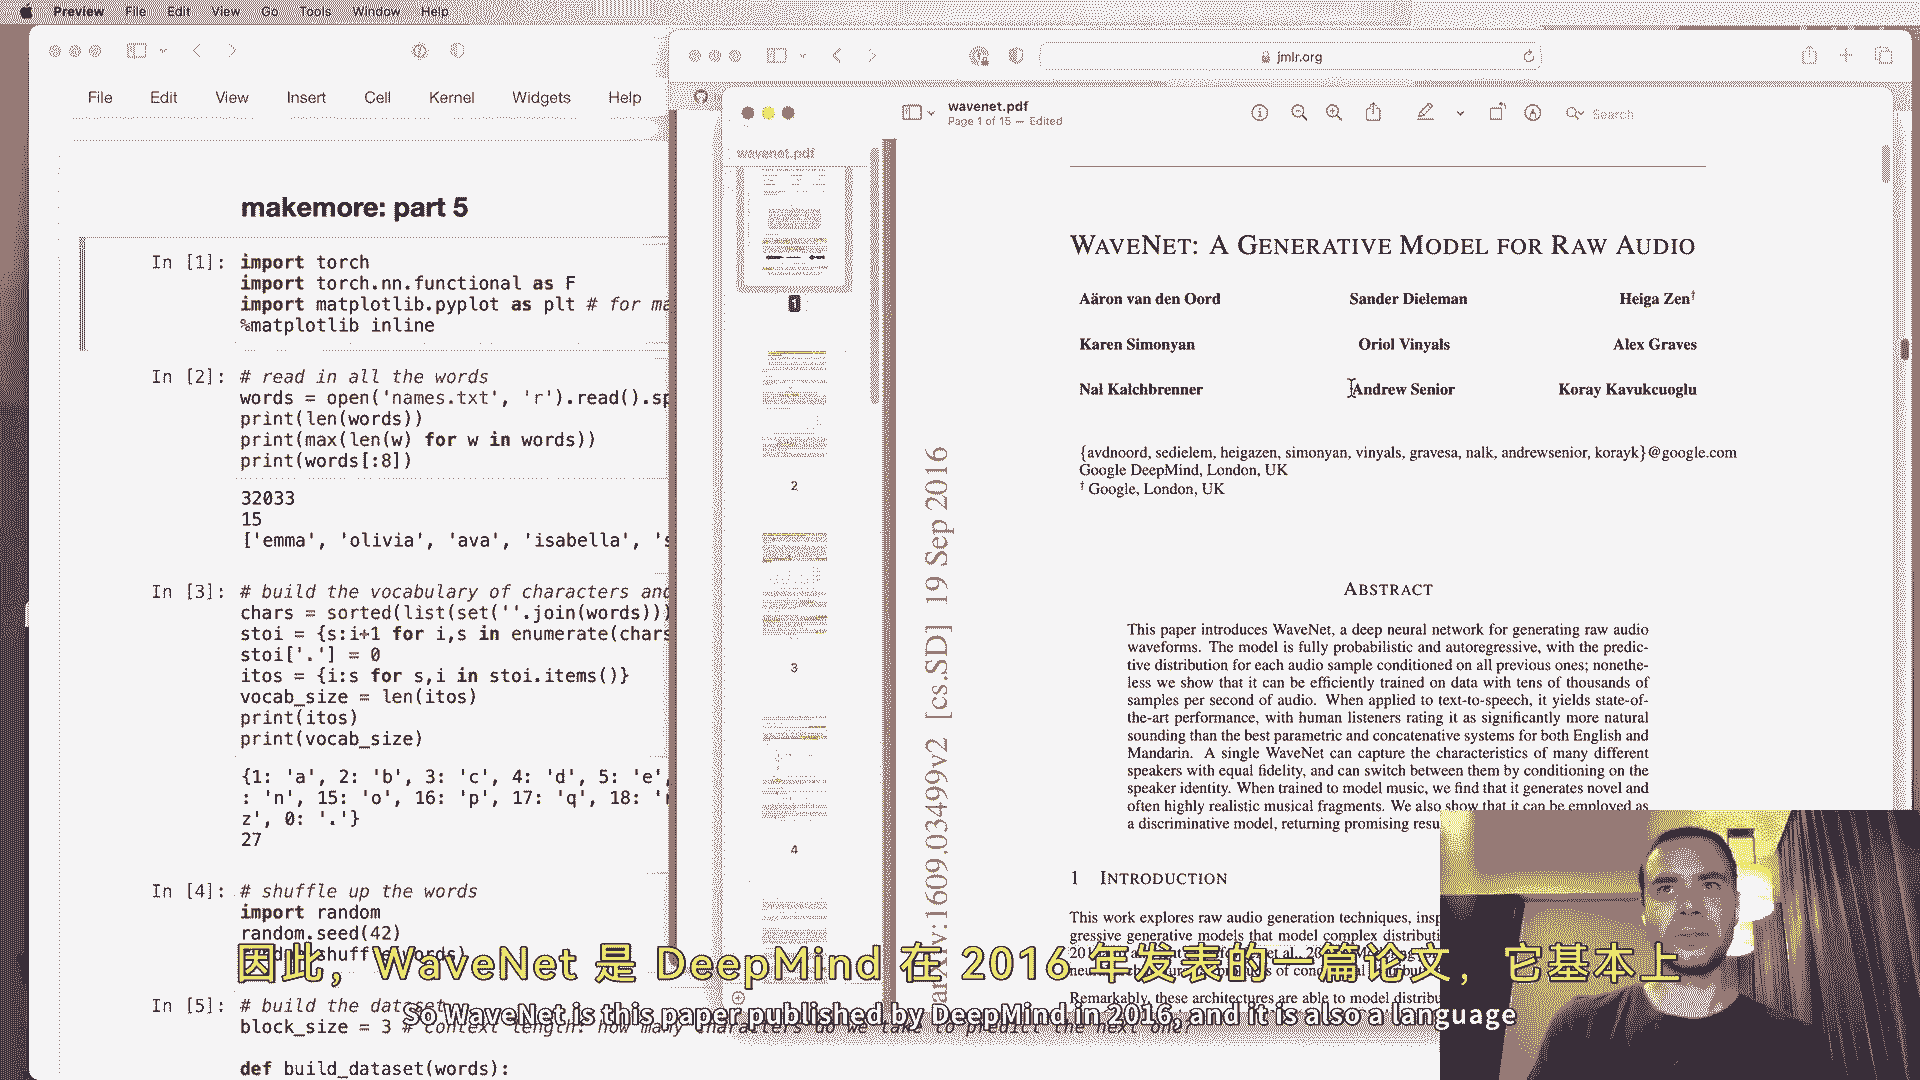 Preview File Edit View Go Tools Window Help
jmlr.org
File Edit View Insert Cell Kernel Widgets Help
wavenet.pdf
Page 1 of 15 — Edited
Search
wavenet.pdf
1
2
3
4
makemore: part 5
In [1]: import torch
import torch.nn.functional as F
import matplotlib.pyplot as plt # for ma
%matplotlib inline
In [2]: # read in all the words
words = open('names.txt', 'r').read().sp
print(len(words))
print(max(len(w) for w in words))
print(words[:8])
32033
15
['emma', 'olivia', 'ava', 'isabella', 's
In [3]: # build the vocabulary of characters and
chars = sorted(list(set(''.join(words)))
stoi = {s:i+1 for i,s in enumerate(chars
stoi['.'] = 0
itos = {i:s for s,i in stoi.items()}
vocab_size = len(itos)
print(itos)
print(vocab_size)
{1: 'a', 2: 'b', 3: 'c', 4: 'd', 5: 'e',
: 'n', 15: 'o', 16: 'p', 17: 'q', 18: 'r
z', 0: '.'}
27
In [4]: # shuffle up the words
import random
random.seed(42)
In [5]: # build the dataset
block_size = 3 # context length: how many characters do we take to predict the next one?
def build_dataset(words):
WAVENET: A GENERATIVE MODEL FOR RAW AUDIO
Aäron van den Oord Sander Dieleman Heiga Zen†
Karen Simonyan Oriol Vinyals Alex Graves
Nal Kalchbrenner Andrew Senior Koray Kavukcuoglu
{avdnoord, sedielem, heigazen, simonyan, vinyals, gravesa, nalk, andrewsenior, korayk}@google.com
Google DeepMind, London, UK
† Google, London, UK
arXiv:1609.03499v2 [cs.SD] 19 Sep 2016
ABSTRACT
This paper introduces WaveNet, a deep neural network for generating raw audio
waveforms. The model is fully probabilistic and autoregressive, with the predic-
tive distribution for each audio sample conditioned on all previous ones; nonethe-
less we show that it can be efficiently trained on data with tens of thousands of
samples per second of audio. When applied to text-to-speech, it yields state-of-
the-art performance, with human listeners rating it as significantly more natural
sounding than the best parametric and concatenative systems for both English and
Mandarin. A single WaveNet can capture the characteristics of many different
speakers with equal fidelity, and can switch between them by conditioning on the
speaker identity. When trained to model music, we find that it generates novel and
often highly realistic musical fragments. We also show that it can be employed as
a discriminative model, returning promising resu
1 INTRODUCTION
This work explores raw audio generation techniques, insp
gressive generative models that model complex distributi
Remarkably, these architectures are able to model distribu
因此，WaveNet 是 DeepMind 在 2016 年发表的一篇论文，它基本上
So WaveNet is this paper published by DeepMind in 2016, and it is also a language